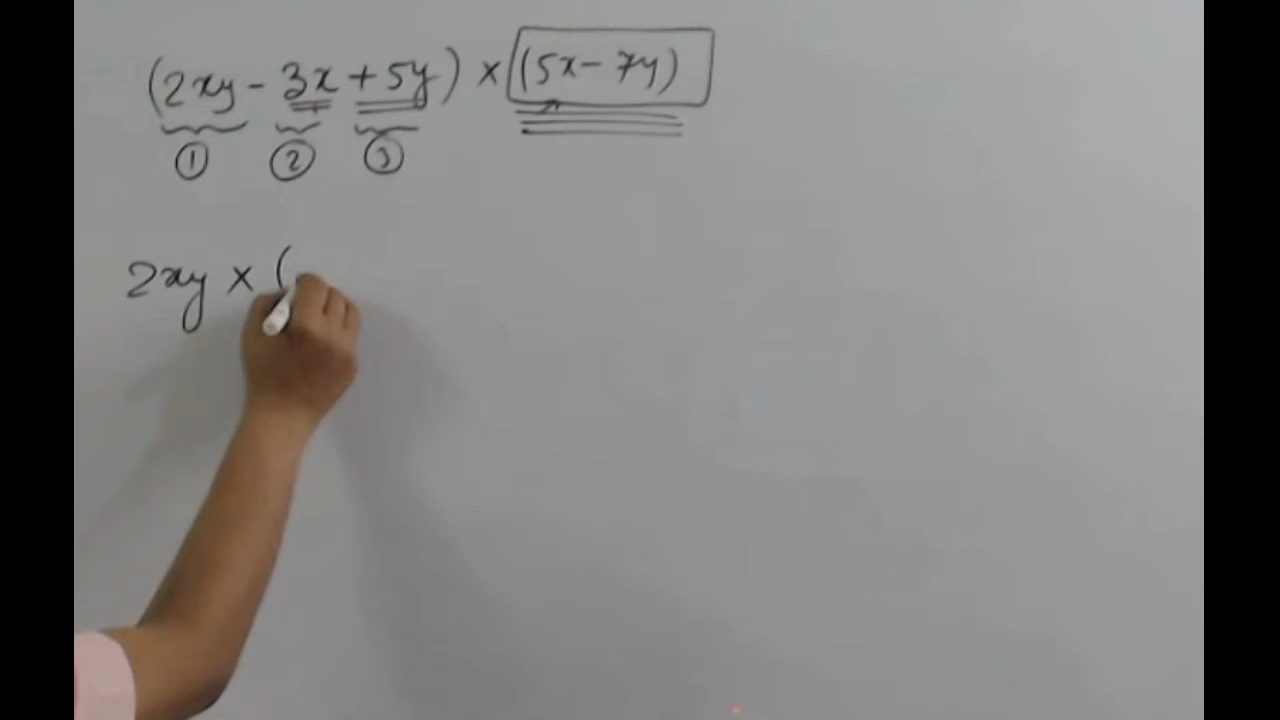 (2xy - 3x + 5y) × (5x - 7y)
① ② ③
2xy × (